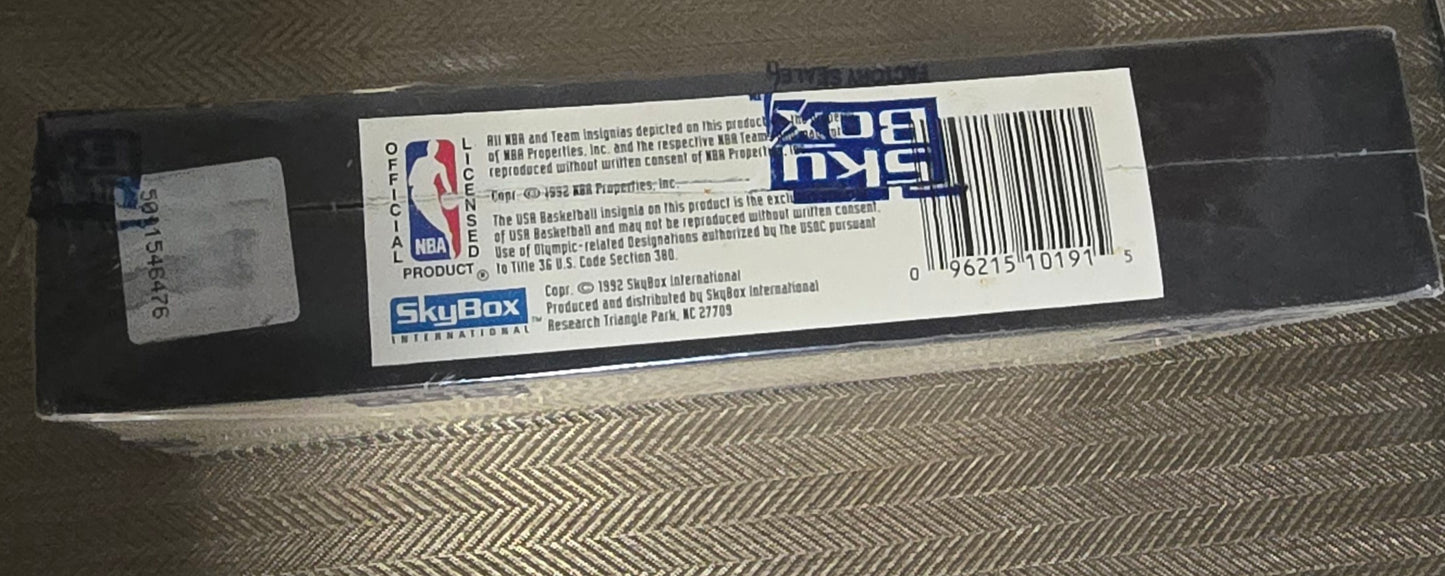 FACTORY SEALED
Sky
Box
5011546476
OFFICIAL
LICENSED
NBA
PRODUCT ®
All NBA and Team insignias depicted on this product
of NBA Properties, Inc. and the respective NBA Team
reproduced without written consent of NBA
Copr. © 1992 NBA Properties, Inc.
The USA Basketball insignia on this product is the
of USA Basketball and may not be reproduced without written consent.
Use of Olympic-related Designations authorized by the USOC pursuant
to Title 36 U.S. Code Section 380.
SkyBox™
INTERNATIONAL
Copr. © 1992 SkyBox International
Produced and distributed by SkyBox International
Research Triangle Park, NC 27709
0 96215 10191 5